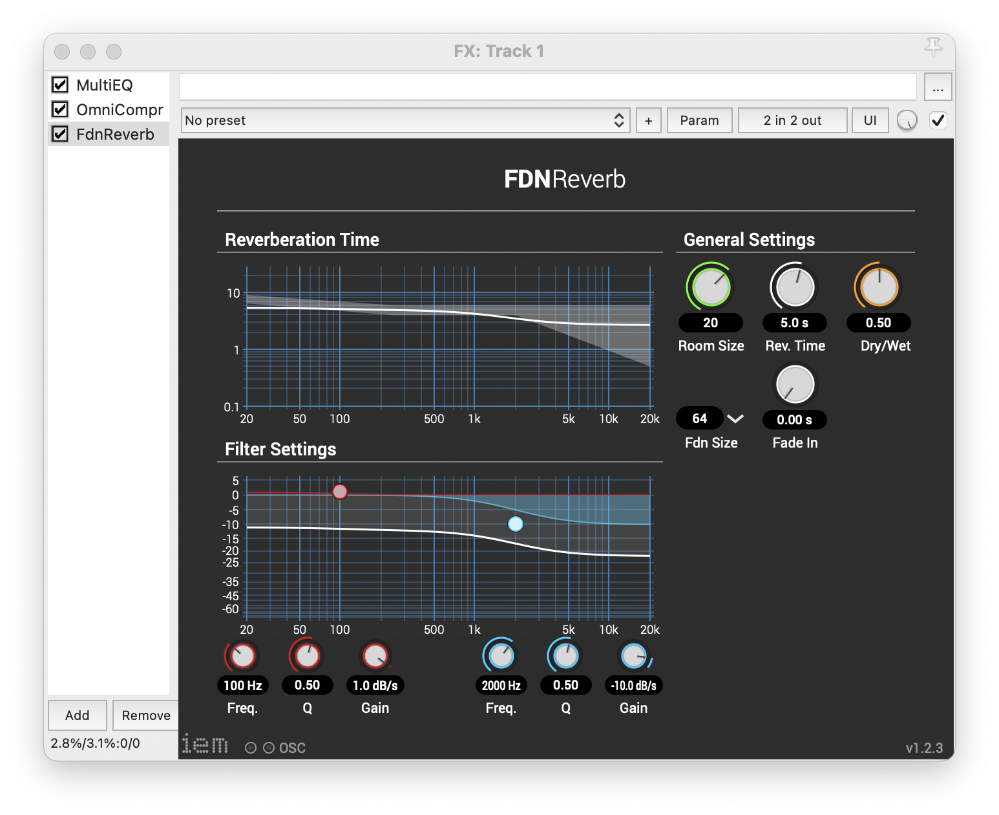 FX: Track 1
MultiEQ
OmniCompr
FdnReverb
...
No preset
+
Param
2 in 2 out
UI
FDNReverb
Reverberation Time
10
1
0.1
20 50 100 500 1k 5k 10k 20k
General Settings
20 5.0 s 0.50
Room Size Rev. Time Dry/Wet
64 0.00 s
Fdn Size Fade In
Filter Settings
5
0
-5
-10
-15
-20
-25
-35
-45
-60
20 50 100 500 1k 5k 10k 20k
100 Hz 0.50 1.0 dB/s 2000 Hz 0.50 -10.0 dB/s
Freq. Q Gain Freq. Q Gain
Add Remove
2.8%/3.1%:0/0
iem OSC v1.2.3